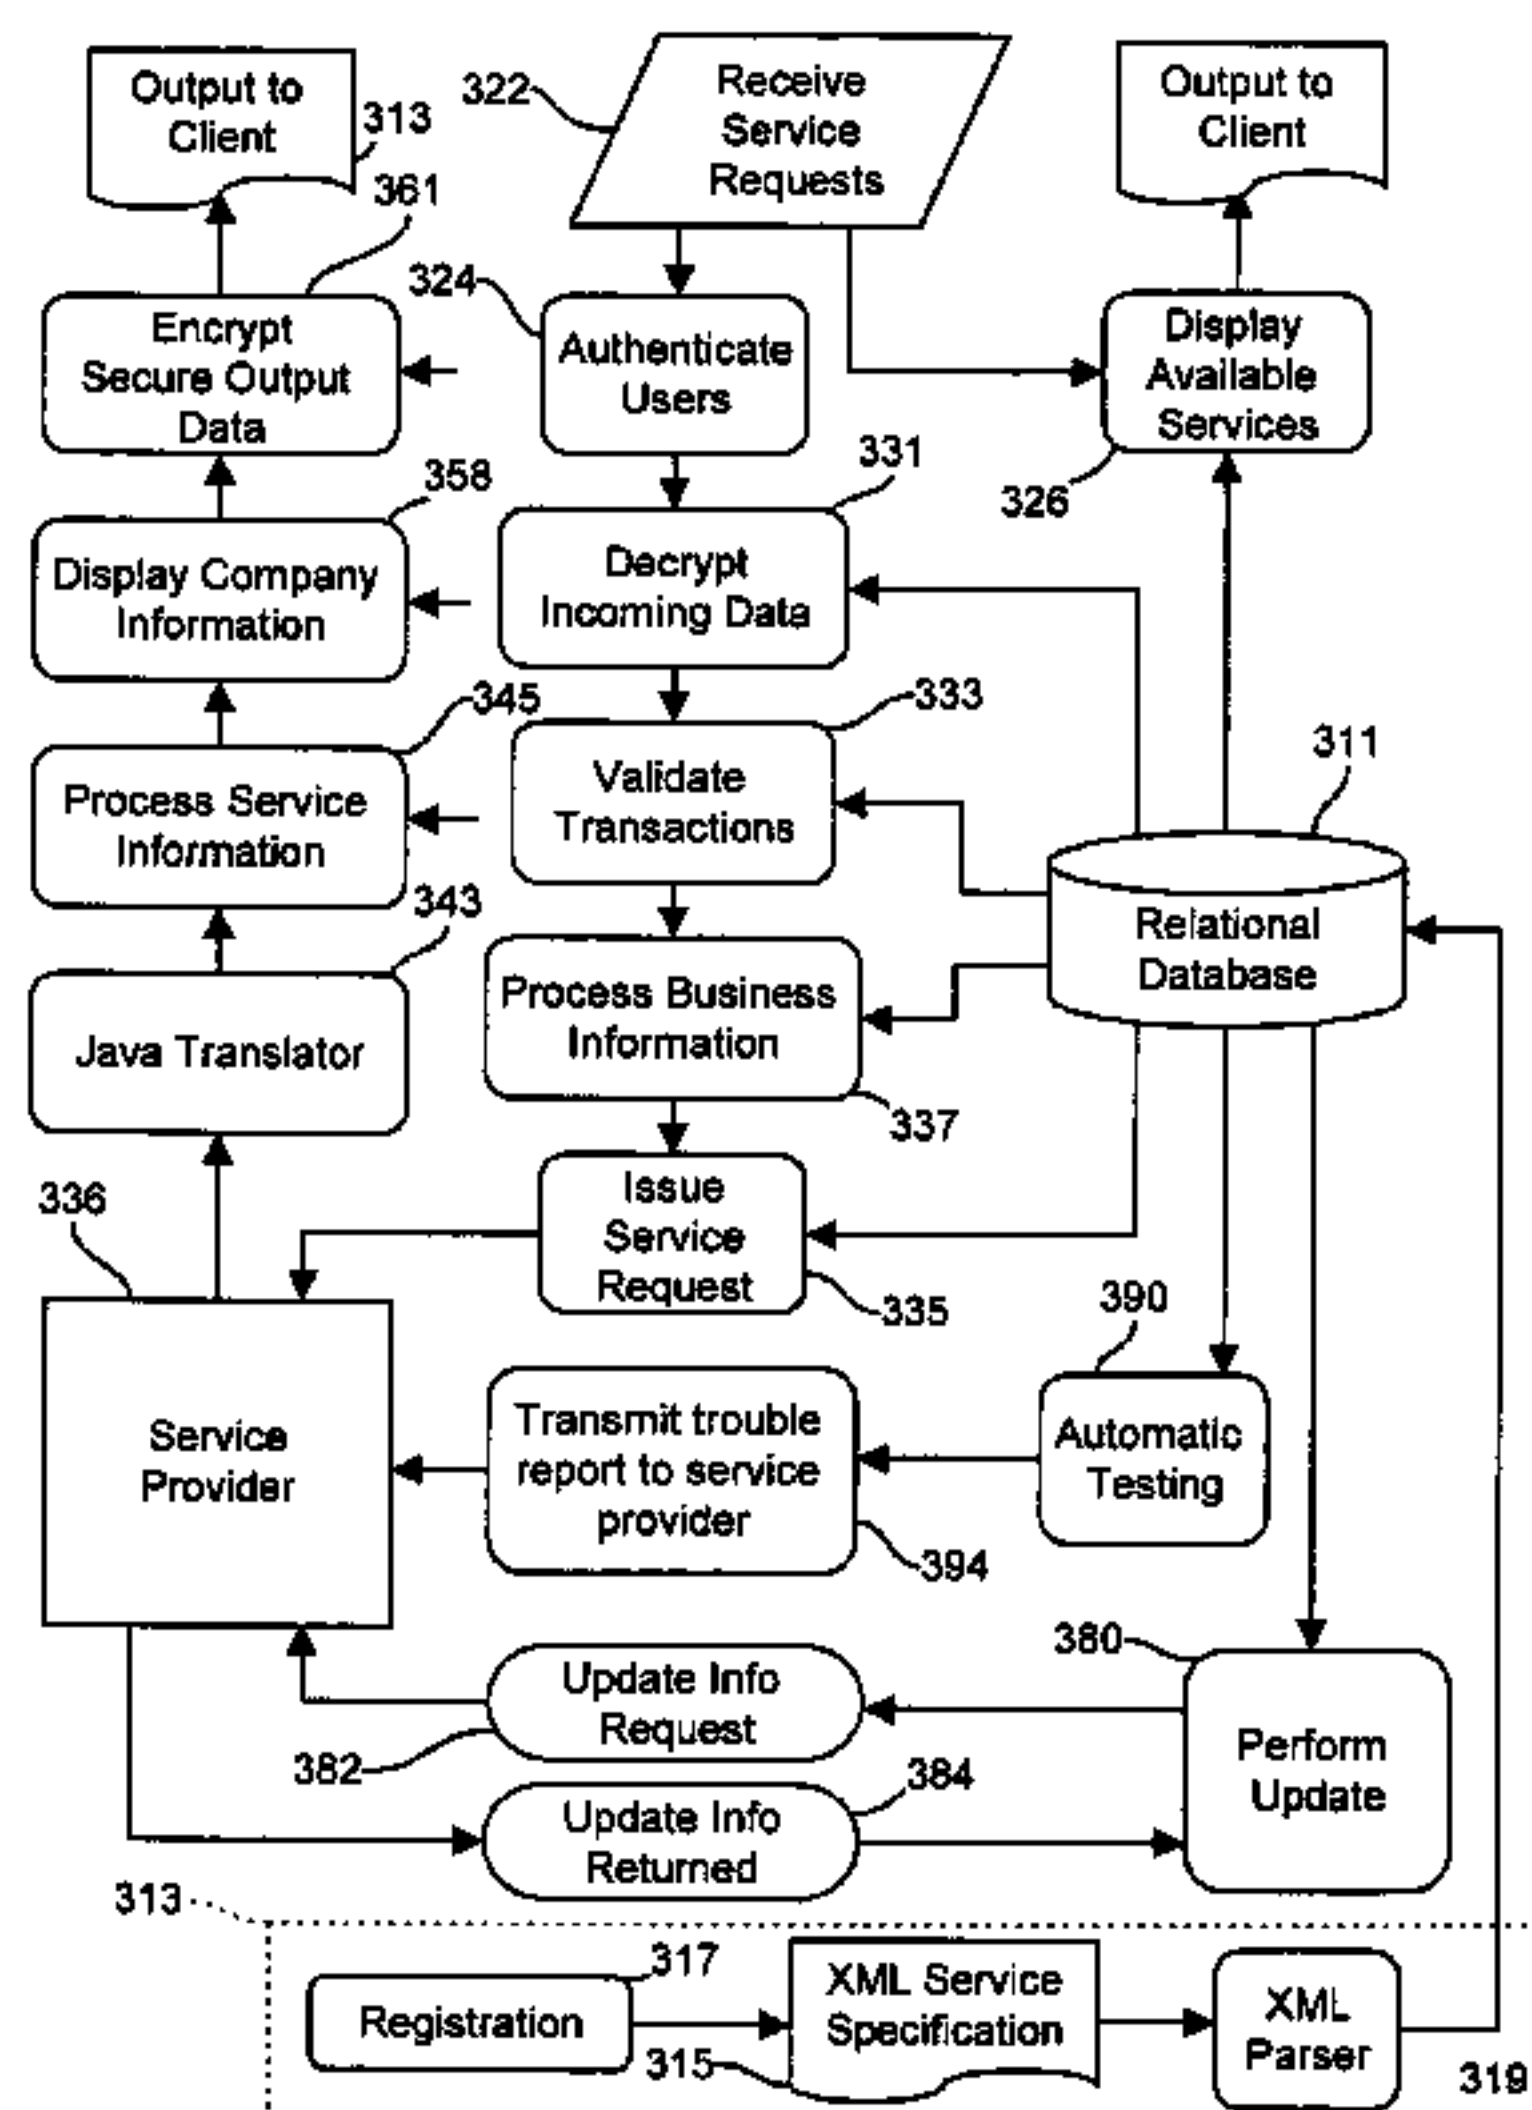 Output to
Client
313
322
Receive
Service
Requests
Output to
Client
361
324
Encrypt
Secure Output
Data
Authenticate
Users
Display
Available
Services
326
358
331
Display Company
Information
Decrypt
Incoming Data
345
333
Process Service
Information
Validate
Transactions
311
343
Relational
Database
Java Translator
Process Business
Information
337
336
Issue
Service
Request
335
390
Service
Provider
Transmit trouble
report to service
provider
394
Automatic
Testing
380
Update Info
Request
382
Perform
Update
384
Update Info
Returned
313
317
Registration
XML Service
Specification
315
XML
Parser
319